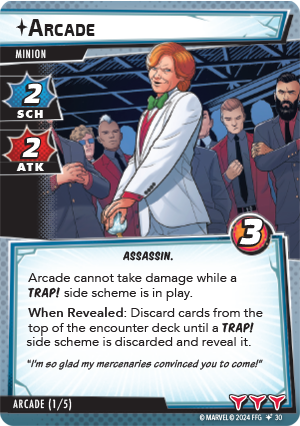 ARCADE
MINION
2
SCH
2
ATK
3
ASSASSIN.
Arcade cannot take damage while a
TRAP! side scheme is in play.
When Revealed: Discard cards from the
top of the encounter deck until a TRAP!
side scheme is discarded and reveal it.
"I'm so glad my mercenaries convinced you to come!"
ARCADE (1/5)
© MARVEL © 2024 FFG 30